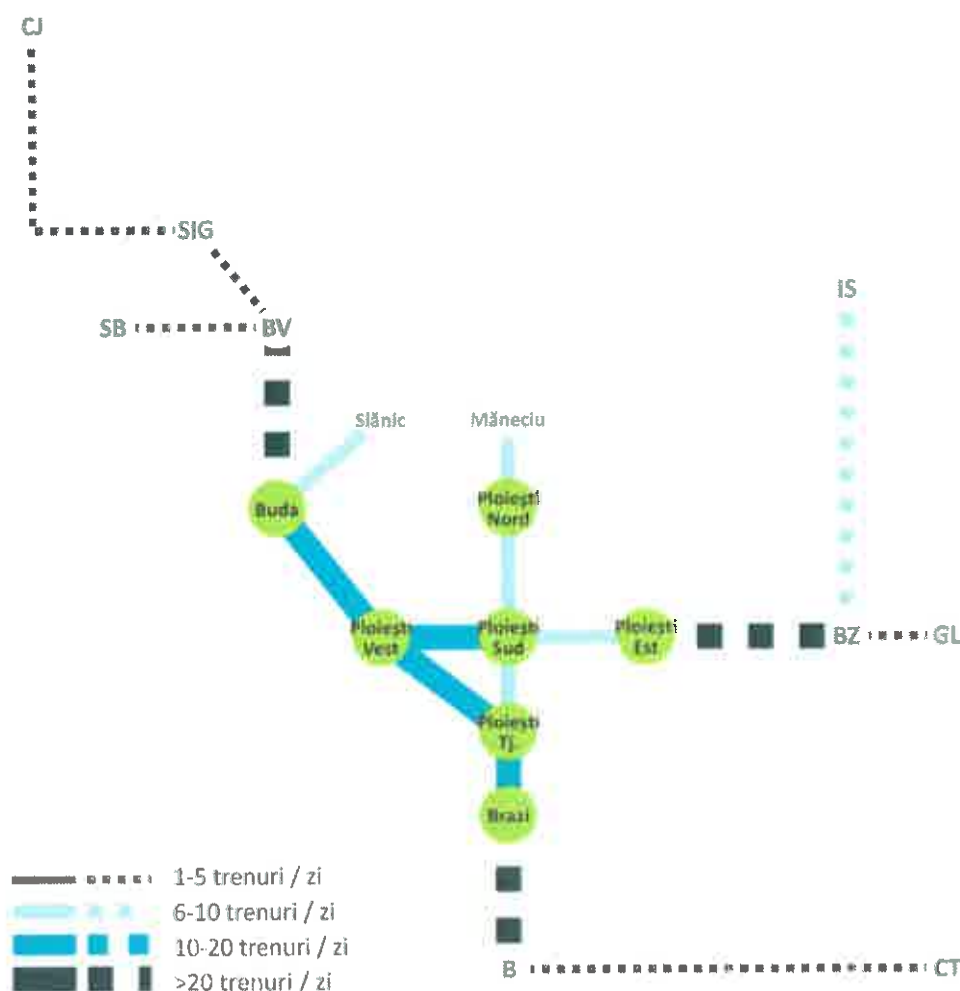 CJ
SIG
IS
SB
BV
Slănic
Măneciu
Buda
Ploiești
Nord
Ploiești
Vest
Ploiești
Sud
Ploiești
Est
BZ
GL
Ploiești
Tj.
Brazi
1-5 trenuri / zi
6-10 trenuri / zi
10-20 trenuri / zi
>20 trenuri / zi
B
CT